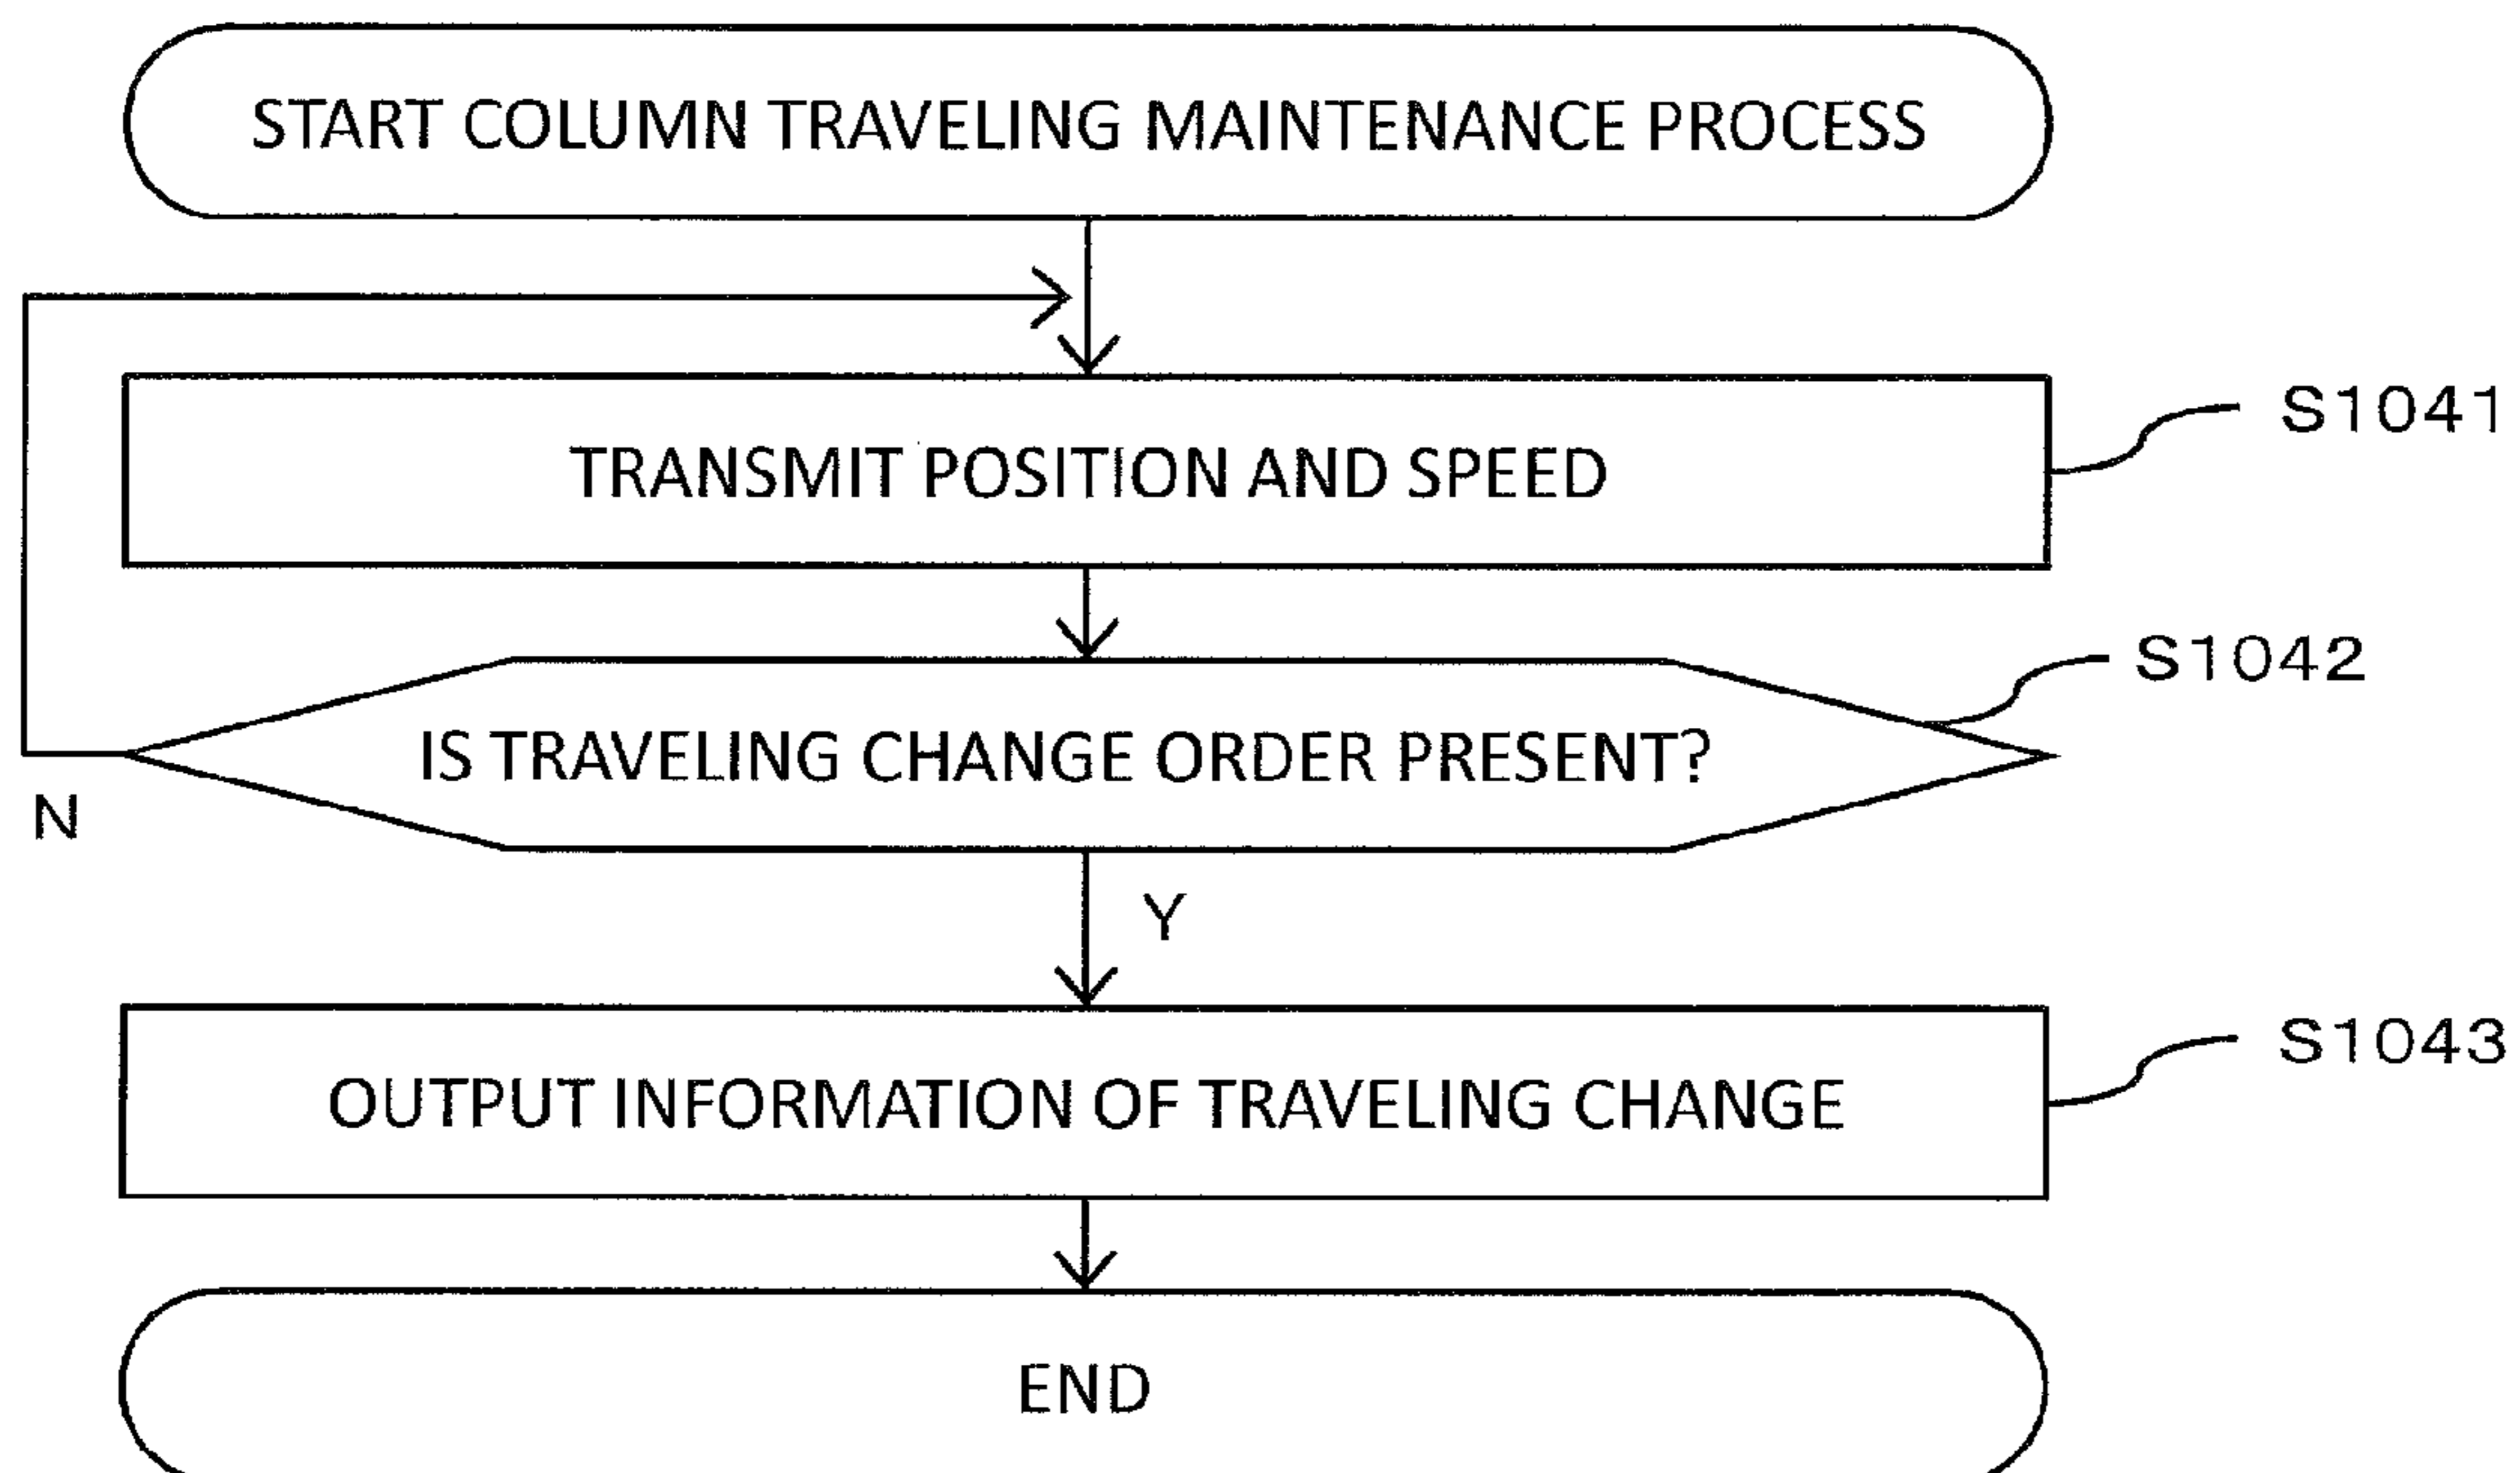 START COLUMN TRAVELING MAINTENANCE PROCESS
TRANSMIT POSITION AND SPEED
S1041
IS TRAVELING CHANGE ORDER PRESENT?
S1042
N
Y
OUTPUT INFORMATION OF TRAVELING CHANGE
S1043
END